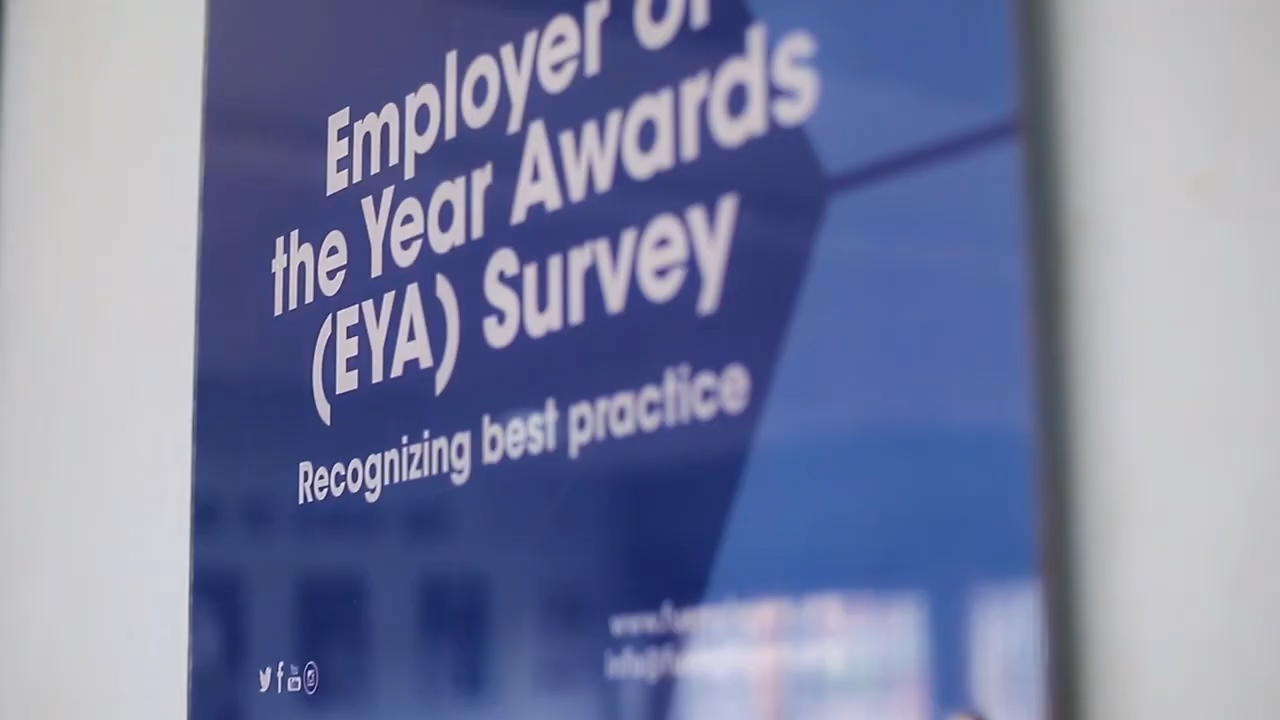 Employer of
the Year Awards
(EYA) Survey
Recognizing best practice